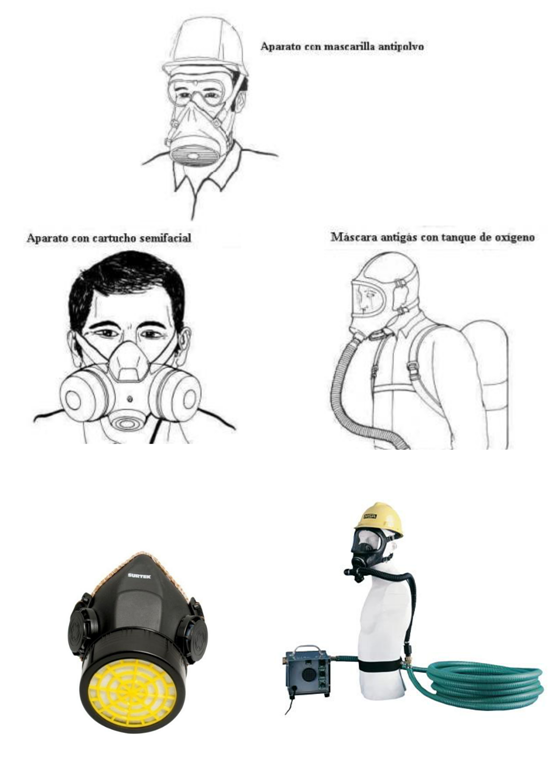 Aparato con mascarilla antipolvo
Aparato con cartucho semifacial
Máscara antigás con tanque de oxígeno
SURTEK